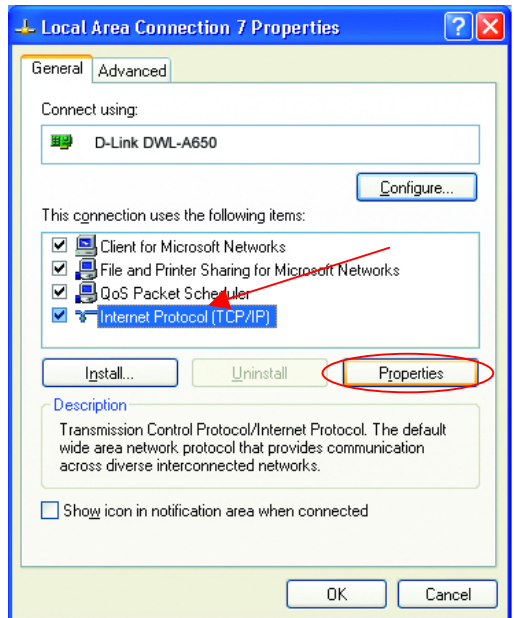 Local Area Connection 7 Properties
General
Advanced
Connect using:
D-Link DWL-A650
Configure...
This connection uses the following items:
Client for Microsoft Networks
File and Printer Sharing for Microsoft Networks
QoS Packet Scheduler
Internet Protocol (TCP/IP)
Install...
Uninstall
Properties
Description
Transmission Control Protocol/Internet Protocol. The default
wide area network protocol that provides communication
across diverse interconnected networks.
Show icon in notification area when connected
OK
Cancel